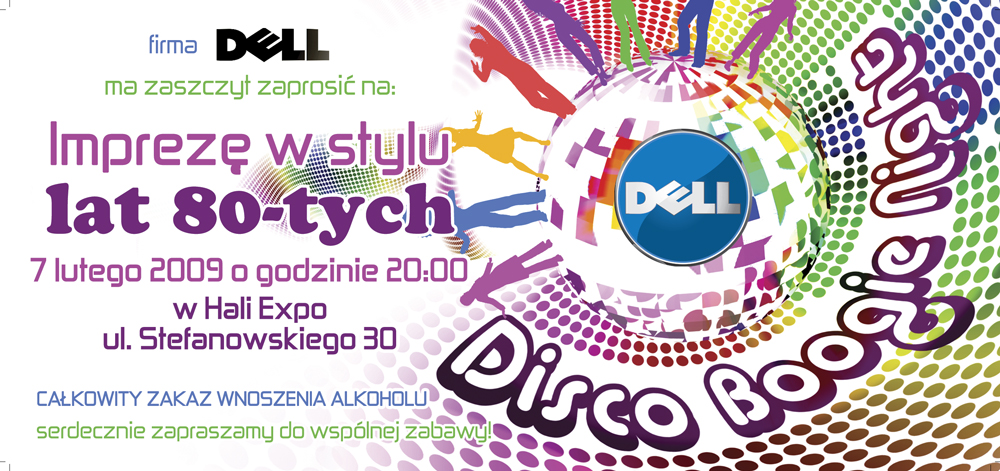 firma DELL
ma zaszczyt zaprosić na:
Imprezę w stylu
lat 80-tych
7 lutego 2009 o godzinie 20:00
w Hali Expo
ul. Stefanowskiego 30
CAŁKOWITY ZAKAZ WNOSZENIA ALKOHOLU
serdecznie zapraszamy do wspólnej zabawy!
DELL
Disco Boogie night